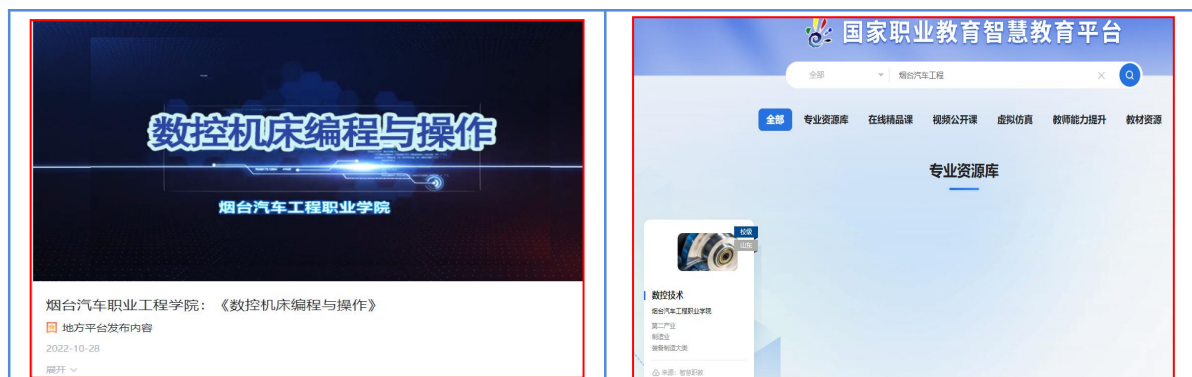 数控机床编程与操作
烟台汽车工程职业学院
烟台汽车职业工程学院：《数控机床编程与操作》
地方平台发布内容
2022-10-28
展开
国家职业教育智慧教育平台
全部 烟台汽车工程
全部 专业资源库 在线精品课 视频公开课 虚拟仿真 教师能力提升 教材资源
专业资源库
校级
山东
数控技术
烟台汽车工程职业学院
第二产业
制造业
装备制造大类
来源：智慧职教